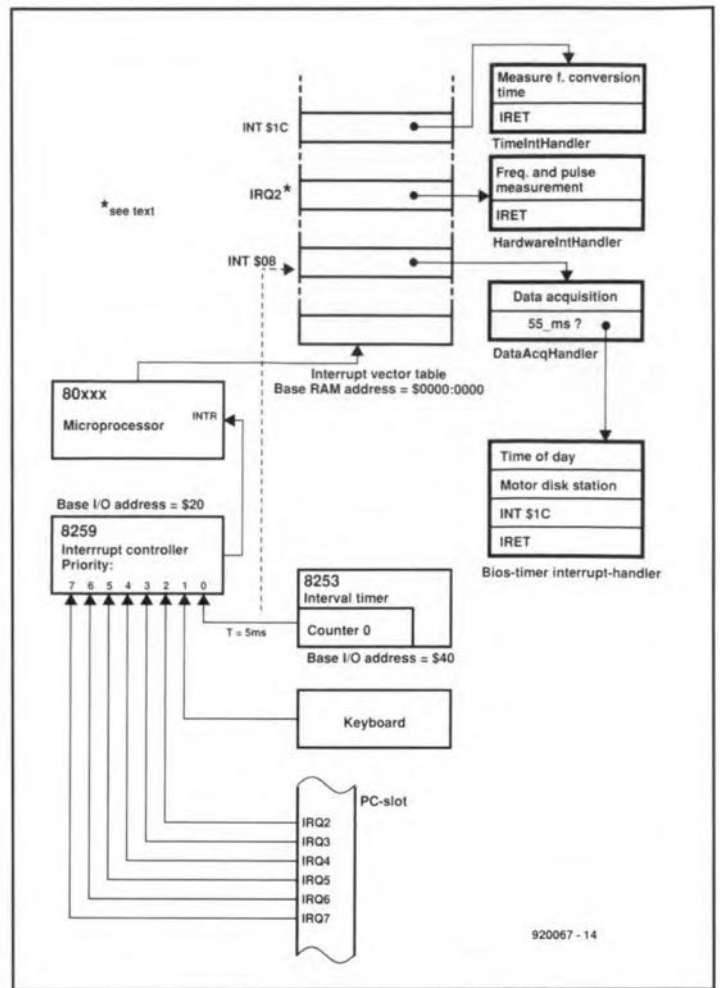 Measure f. conversion
time
IRET
TimeIntHandler
INT $1C
Freq. and pulse
measurement
IRET
HardwareIntHandler
IRQ2*
*see text
INT $08
Data acquisition
55_ms ?
DataAcqHandler
Interrupt vector table
Base RAM address = $0000:0000
80xxx
INTR
Microprocessor
Time of day
Motor disk station
INT $1C
IRET
Bios-timer interrupt-handler
Base I/O address = $20
8259
Interrrupt controller
Priority:
7 6 5 4 3 2 1 0
8253
Interval timer
Counter 0
T = 5ms
Base I/O address = $40
Keyboard
PC-slot
IRQ2
IRQ3
IRQ4
IRQ5
IRQ6
IRQ7
920067 - 14